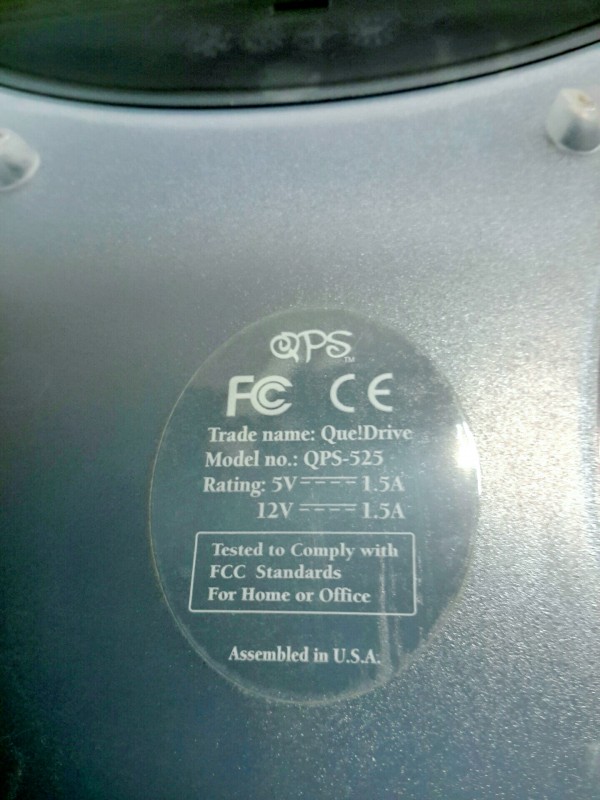 QPS™
FC CE
Trade name: Que!Drive
Model no.: QPS-525
Rating: 5V 1.5A
12V 1.5A
Tested to Comply with
FCC Standards
For Home or Office
Assembled in U.S.A.